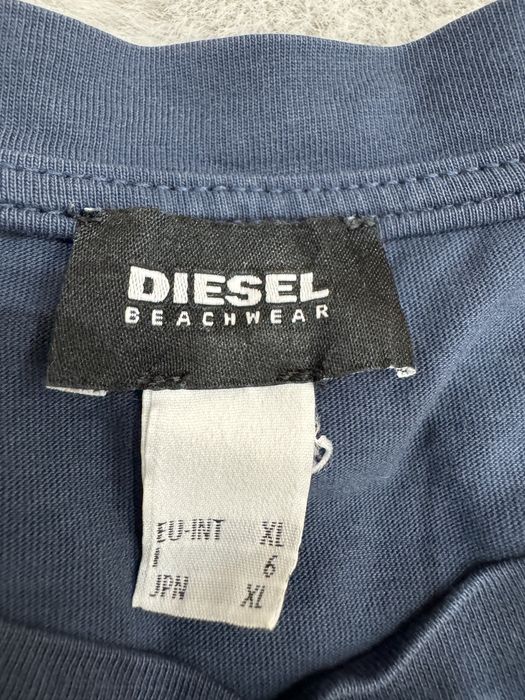 DIESEL
BEACHWEAR
EU-INT XL
I 6
JPN XL